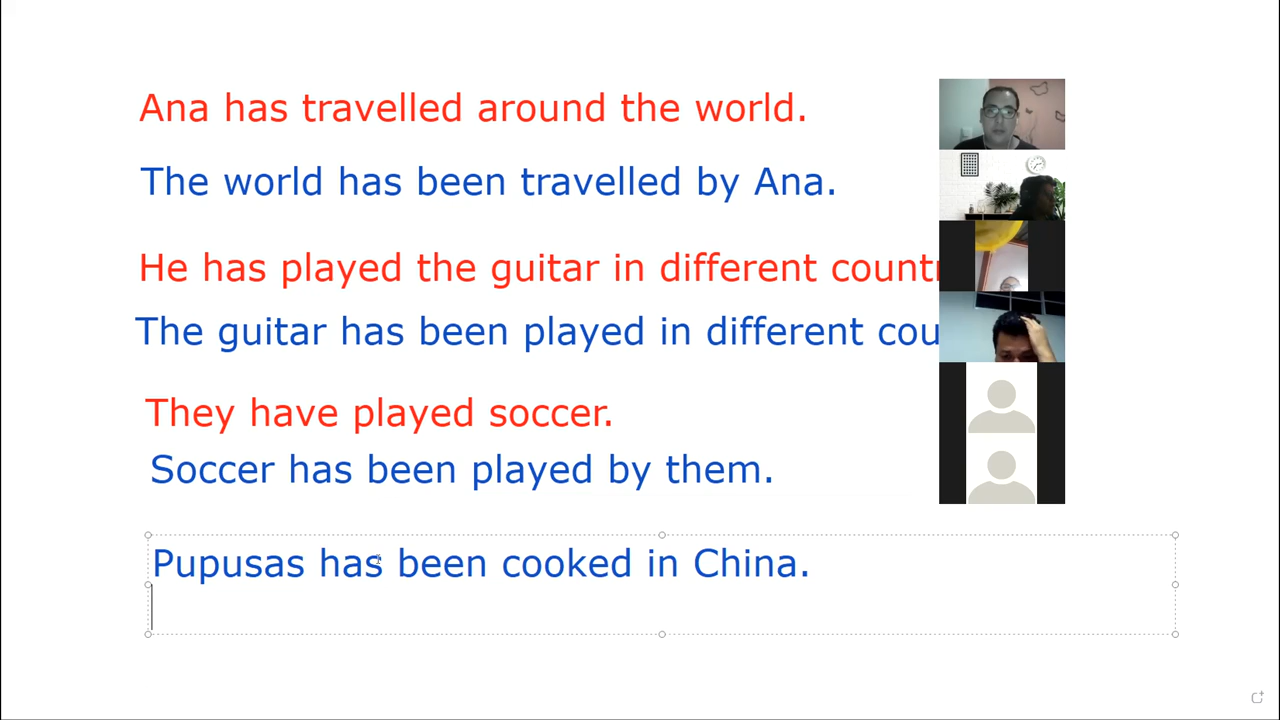 Ana has travelled around the world.
The world has been travelled by Ana.
He has played the guitar in different
The guitar has been played in different
They have played soccer.
Soccer has been played by them.
Pupusas has been cooked in China.